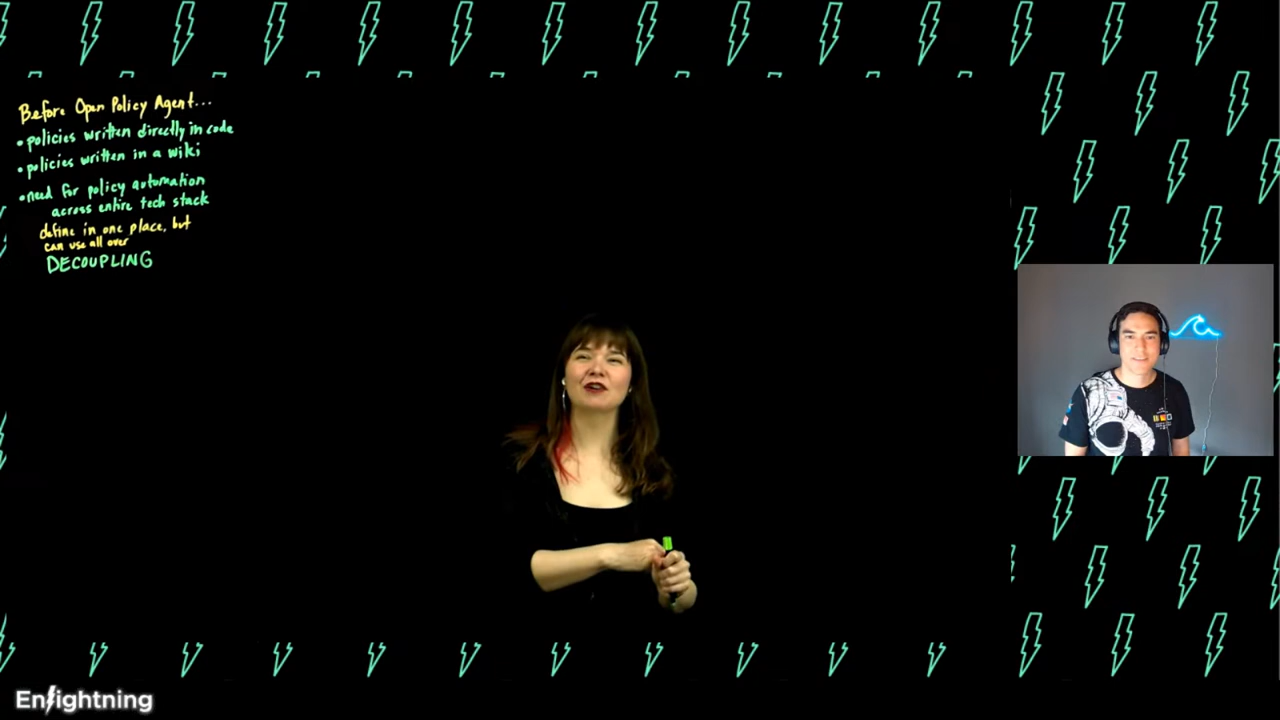 Before Open Policy Agent...
• policies written directly in code
• policies written in a wiki
• need for policy automation
across entire tech stack
define in one place, but
can use all over
DECOUPLING
Enlightning